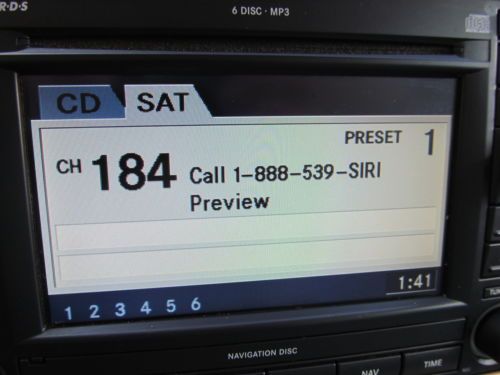 R·D·S
6 DISC · MP3
CD SAT
PRESET 1
CH 184 Call 1-888-539-SIRI
Preview
1:41
1 2 3 4 5 6
NAVIGATION DISC
NAV TIME